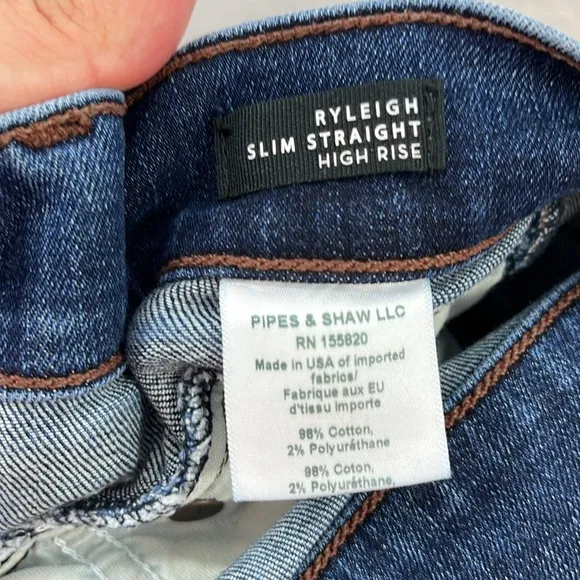 RYLEIGH
SLIM STRAIGHT
HIGH RISE
PIPES & SHAW LLC
RN 155820
Made in USA of imported
fabrics/
Fabrique aux EU
d'tissu importe
98% Cotton,
2% Polyuréthane
98% Coton,
2% Polyuréthane,